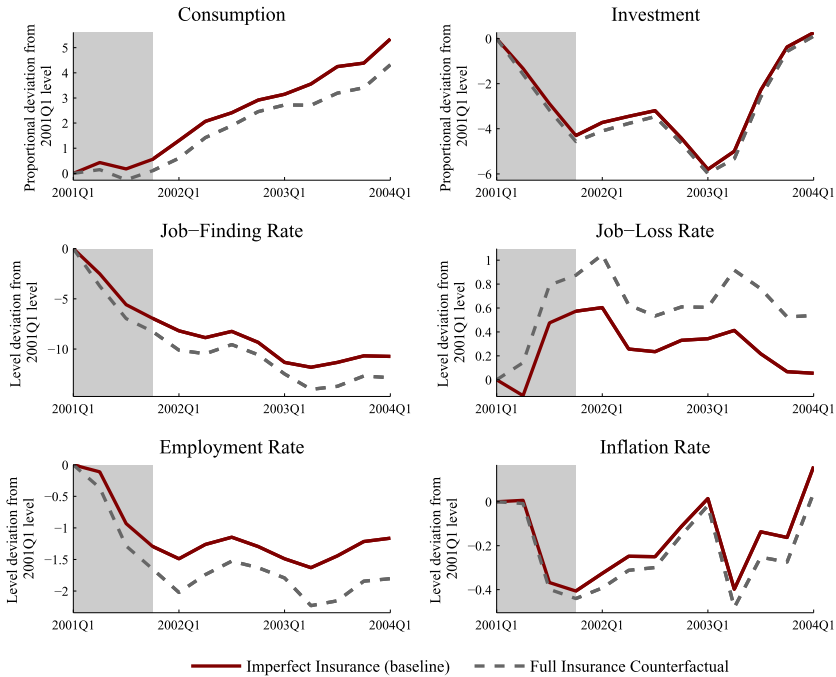 Consumption
Proportional deviation from
2001Q1 level
5
4
3
2
1
0
2001Q1
2002Q1
2003Q1
2004Q1
Investment
Proportional deviation from
2001Q1 level
0
−2
−4
−6
2001Q1
2002Q1
2003Q1
2004Q1
Job−Finding Rate
Level deviation from
2001Q1 level
0
−5
−10
2001Q1
2002Q1
2003Q1
2004Q1
Job−Loss Rate
Level deviation from
2001Q1 level
1
0.8
0.6
0.4
0.2
0
2001Q1
2002Q1
2003Q1
2004Q1
Employment Rate
Level deviation from
2001Q1 level
0
−0.5
−1
−1.5
−2
2001Q1
2002Q1
2003Q1
2004Q1
Inflation Rate
Level deviation from
2001Q1 level
0
−0.2
−0.4
2001Q1
2002Q1
2003Q1
2004Q1
Imperfect Insurance (baseline)
Full Insurance Counterfactual